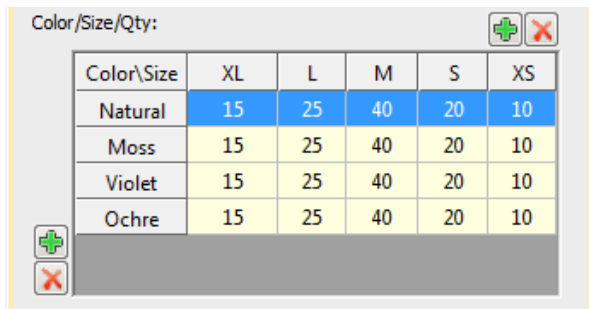 Color/Size/Qty:
Color\Size XL L M S XS
Natural 15 25 40 20 10
Moss 15 25 40 20 10
Violet 15 25 40 20 10
Ochre 15 25 40 20 10